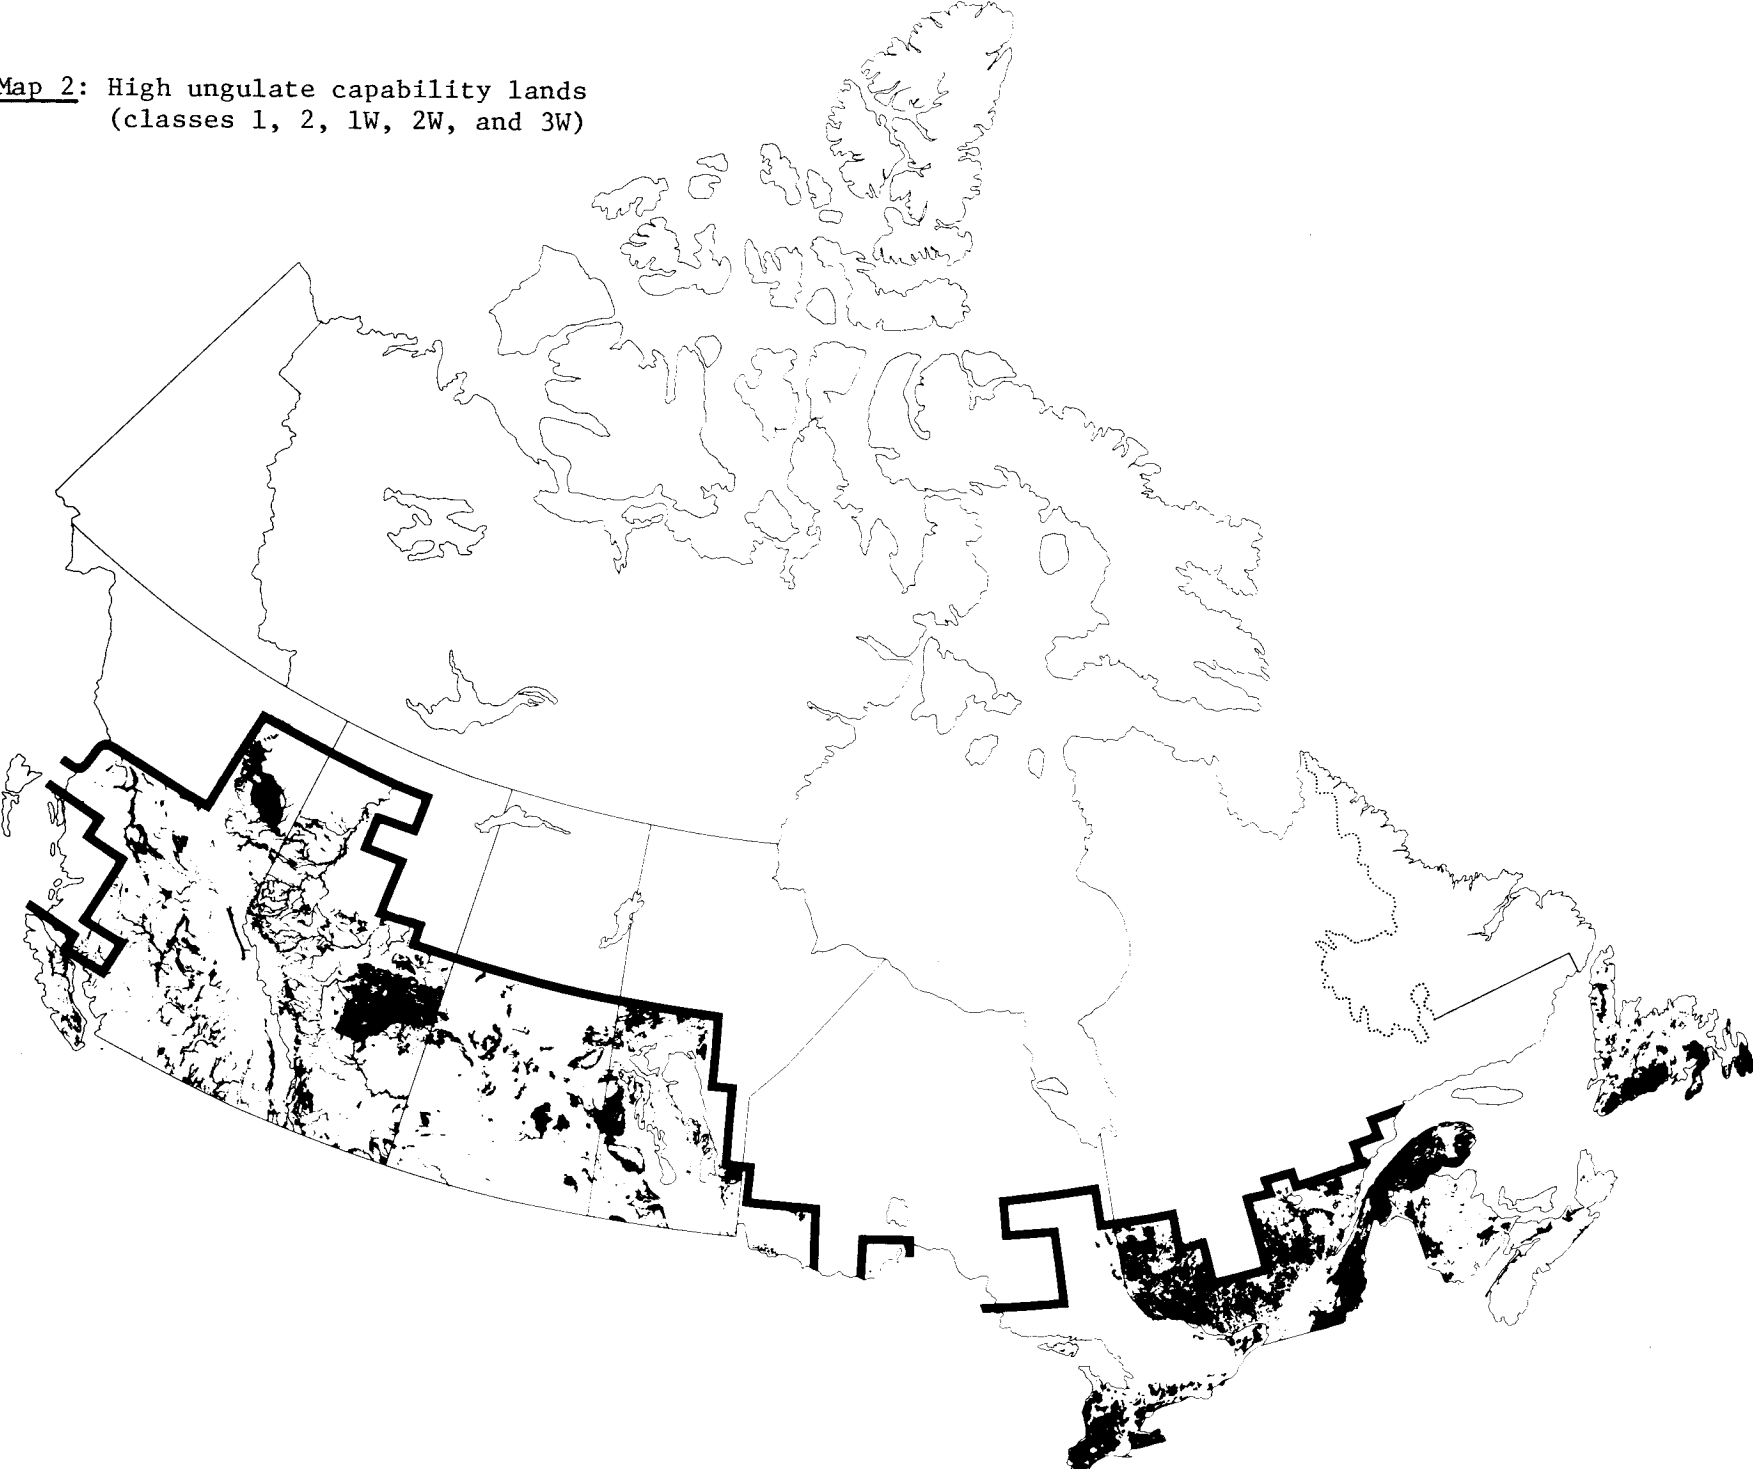 Map 2: High ungulate capability lands
(classes 1, 2, 1W, 2W, and 3W)